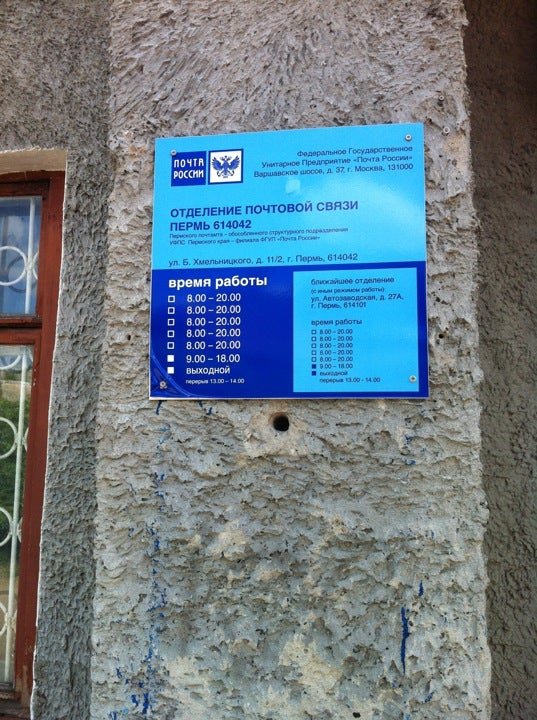 ПОЧТА
РОССИИ
Федеральное Государственное
Унитарное Предприятие «Почта России»
Варшавское шоссе, д. 37, г. Москва, 131000
ОТДЕЛЕНИЕ ПОЧТОВОЙ СВЯЗИ
ПЕРМЬ 614042
Пермского почтамта - обособленного структурного подразделения
УФПС Пермского края – филиала ФГУП «Почта России»
ул. Б. Хмельницкого, д. 11/2, г. Пермь, 614042
время работы
8.00 – 20.00
8.00 – 20.00
8.00 – 20.00
8.00 – 20.00
8.00 – 20.00
9.00 – 18.00
выходной
перерыв 13.00 – 14.00
ближайшее отделение
(с иным режимом работы)
ул. Автозаводская, д. 27А,
г. Пермь, 614101
время работы
8.00 – 20.00
8.00 – 20.00
8.00 – 20.00
8.00 – 20.00
8.00 – 20.00
9.00 – 18.00
выходной
перерыв 13.00 – 14.00